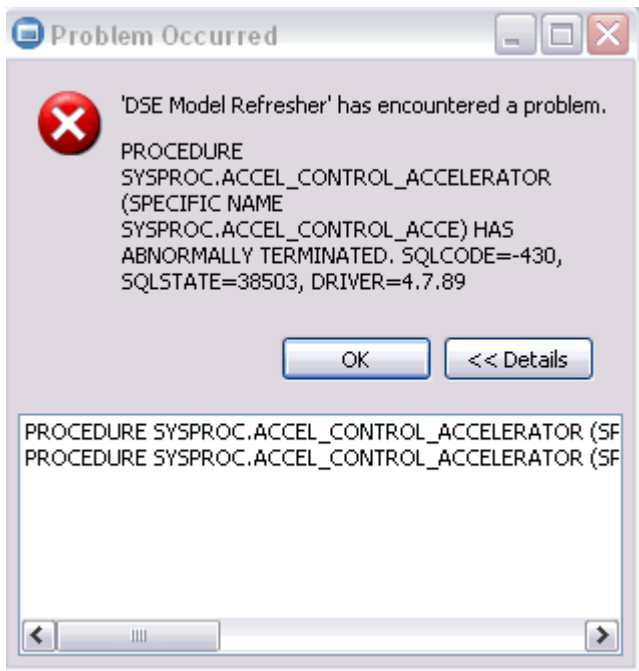 Problem Occurred
'DSE Model Refresher' has encountered a problem.
PROCEDURE
SYSPROC.ACCEL_CONTROL_ACCELERATOR
(SPECIFIC NAME
SYSPROC.ACCEL_CONTROL_ACCE) HAS
ABNORMALLY TERMINATED. SQLCODE=-430,
SQLSTATE=38503, DRIVER=4.7.89
OK
<< Details
PROCEDURE SYSPROC.ACCEL_CONTROL_ACCELERATOR (SF
PROCEDURE SYSPROC.ACCEL_CONTROL_ACCELERATOR (SF